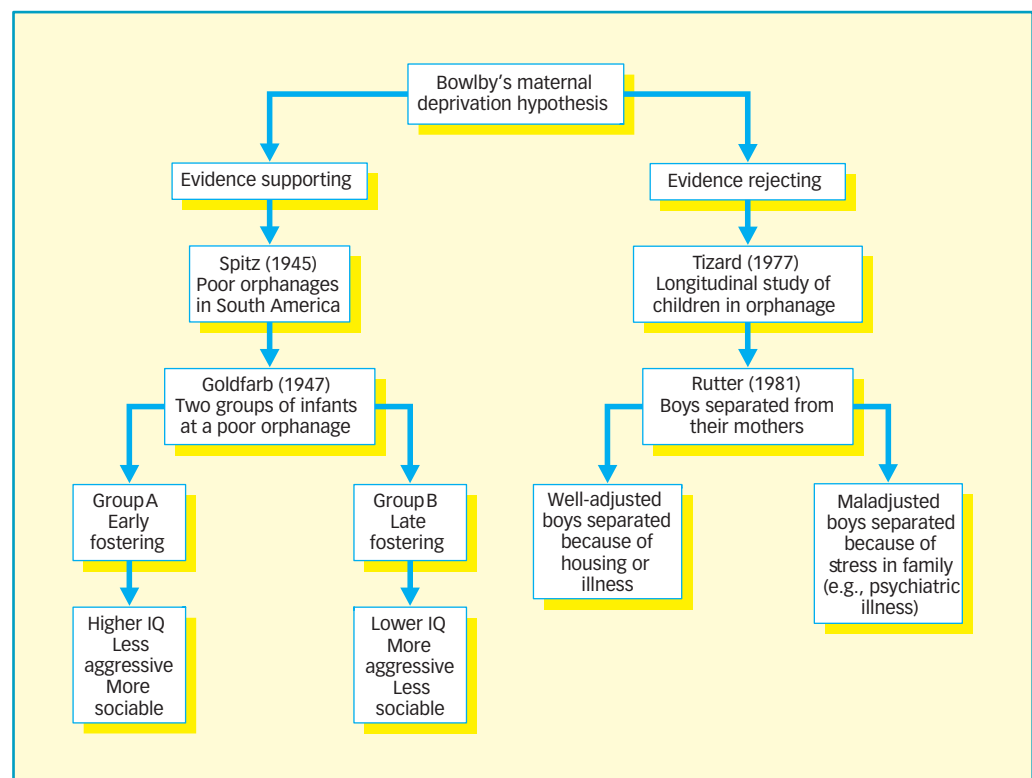 Bowlby's maternal
deprivation hypothesis
Evidence supporting
Evidence rejecting
Spitz (1945)
Poor orphanages
in South America
Tizard (1977)
Longitudinal study of
children in orphanage
Goldfarb (1947)
Two groups of infants
at a poor orphanage
Rutter (1981)
Boys separated from
their mothers
Group A
Early
fostering
Group B
Late
fostering
Well-adjusted
boys separated
because of
housing or
illness
Maladjusted
boys separated
because of
stress in family
(e.g., psychiatric
illness)
Higher IQ
Less
aggressive
More
sociable
Lower IQ
More
aggressive
Less
sociable